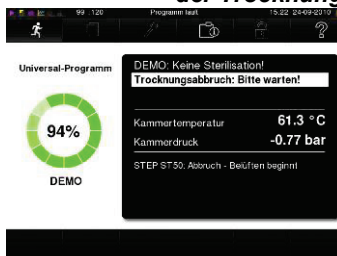 der Trocknung
99 120 Programm läuft 15:22 24-09-2010
Universal-Programm
DEMO: Keine Sterilisation!
Trocknungsabbruch: Bitte warten!
94%
Kammertemperatur 61.3 °C
Kammerdruck -0.77 bar
STEP ST50: Abbruch - Belüften beginnt
DEMO